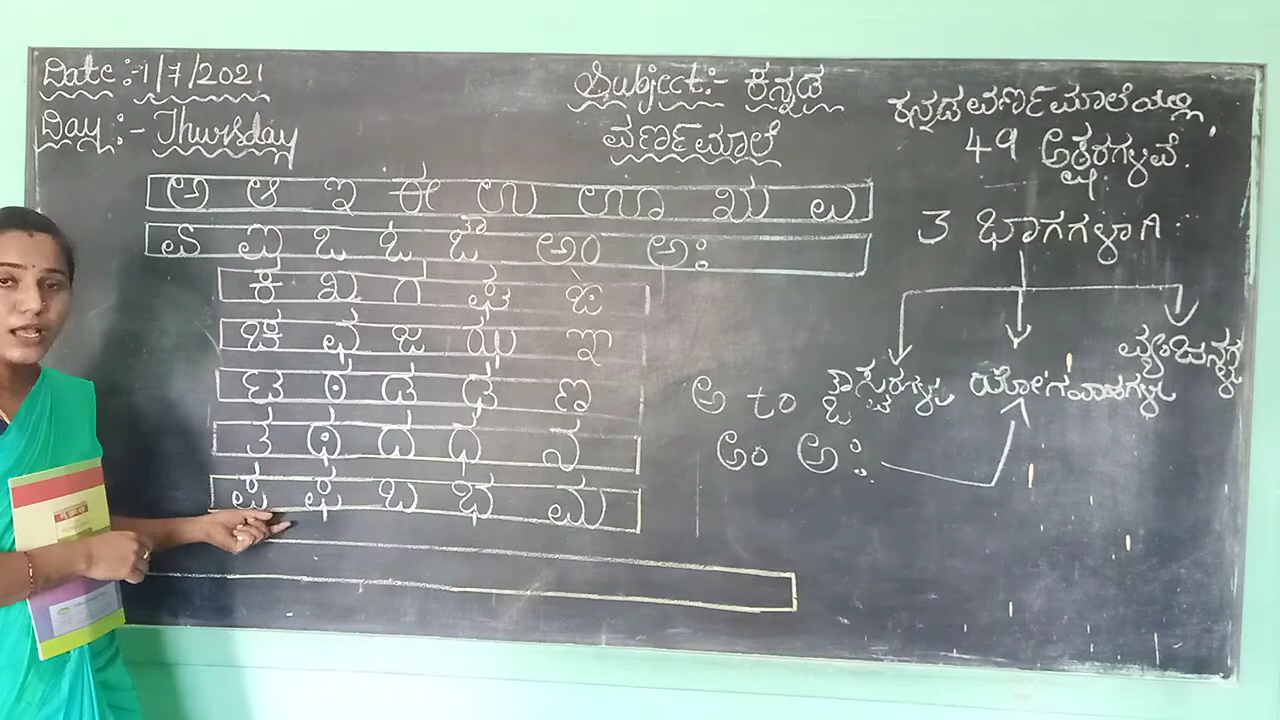 Date:-1/7/2021
Day:- Thursday
Subject:- ಕನ್ನಡ
ವರ್ಣಮಾಲೆ
ಅ ಆ ಇ ಈ ಉ ಊ ಋ ಎ
ಏ ಐ ಒ ಓ ಔ ಅಂ ಅಃ
ಕ ಖ ಗ ಘ ಙ
ಚ ಛ ಜ ಝ ಞ
ಟ ಠ ಡ ಢ ಣ
ತ ಥ ದ ಧ ನ
ಪ ಫ ಬ ಭ ಮ
ಕನ್ನಡ ವರ್ಣಮಾಲೆಯಲ್ಲಿ
49 ಅಕ್ಷರಗಳಿವೆ.
3 ಭಾಗಗಳಾಗಿ:
ಅ to ಔ ಸ್ವರಗಳು ಯೋಗವಾಹಗಳು
ಅಂ ಅಃ